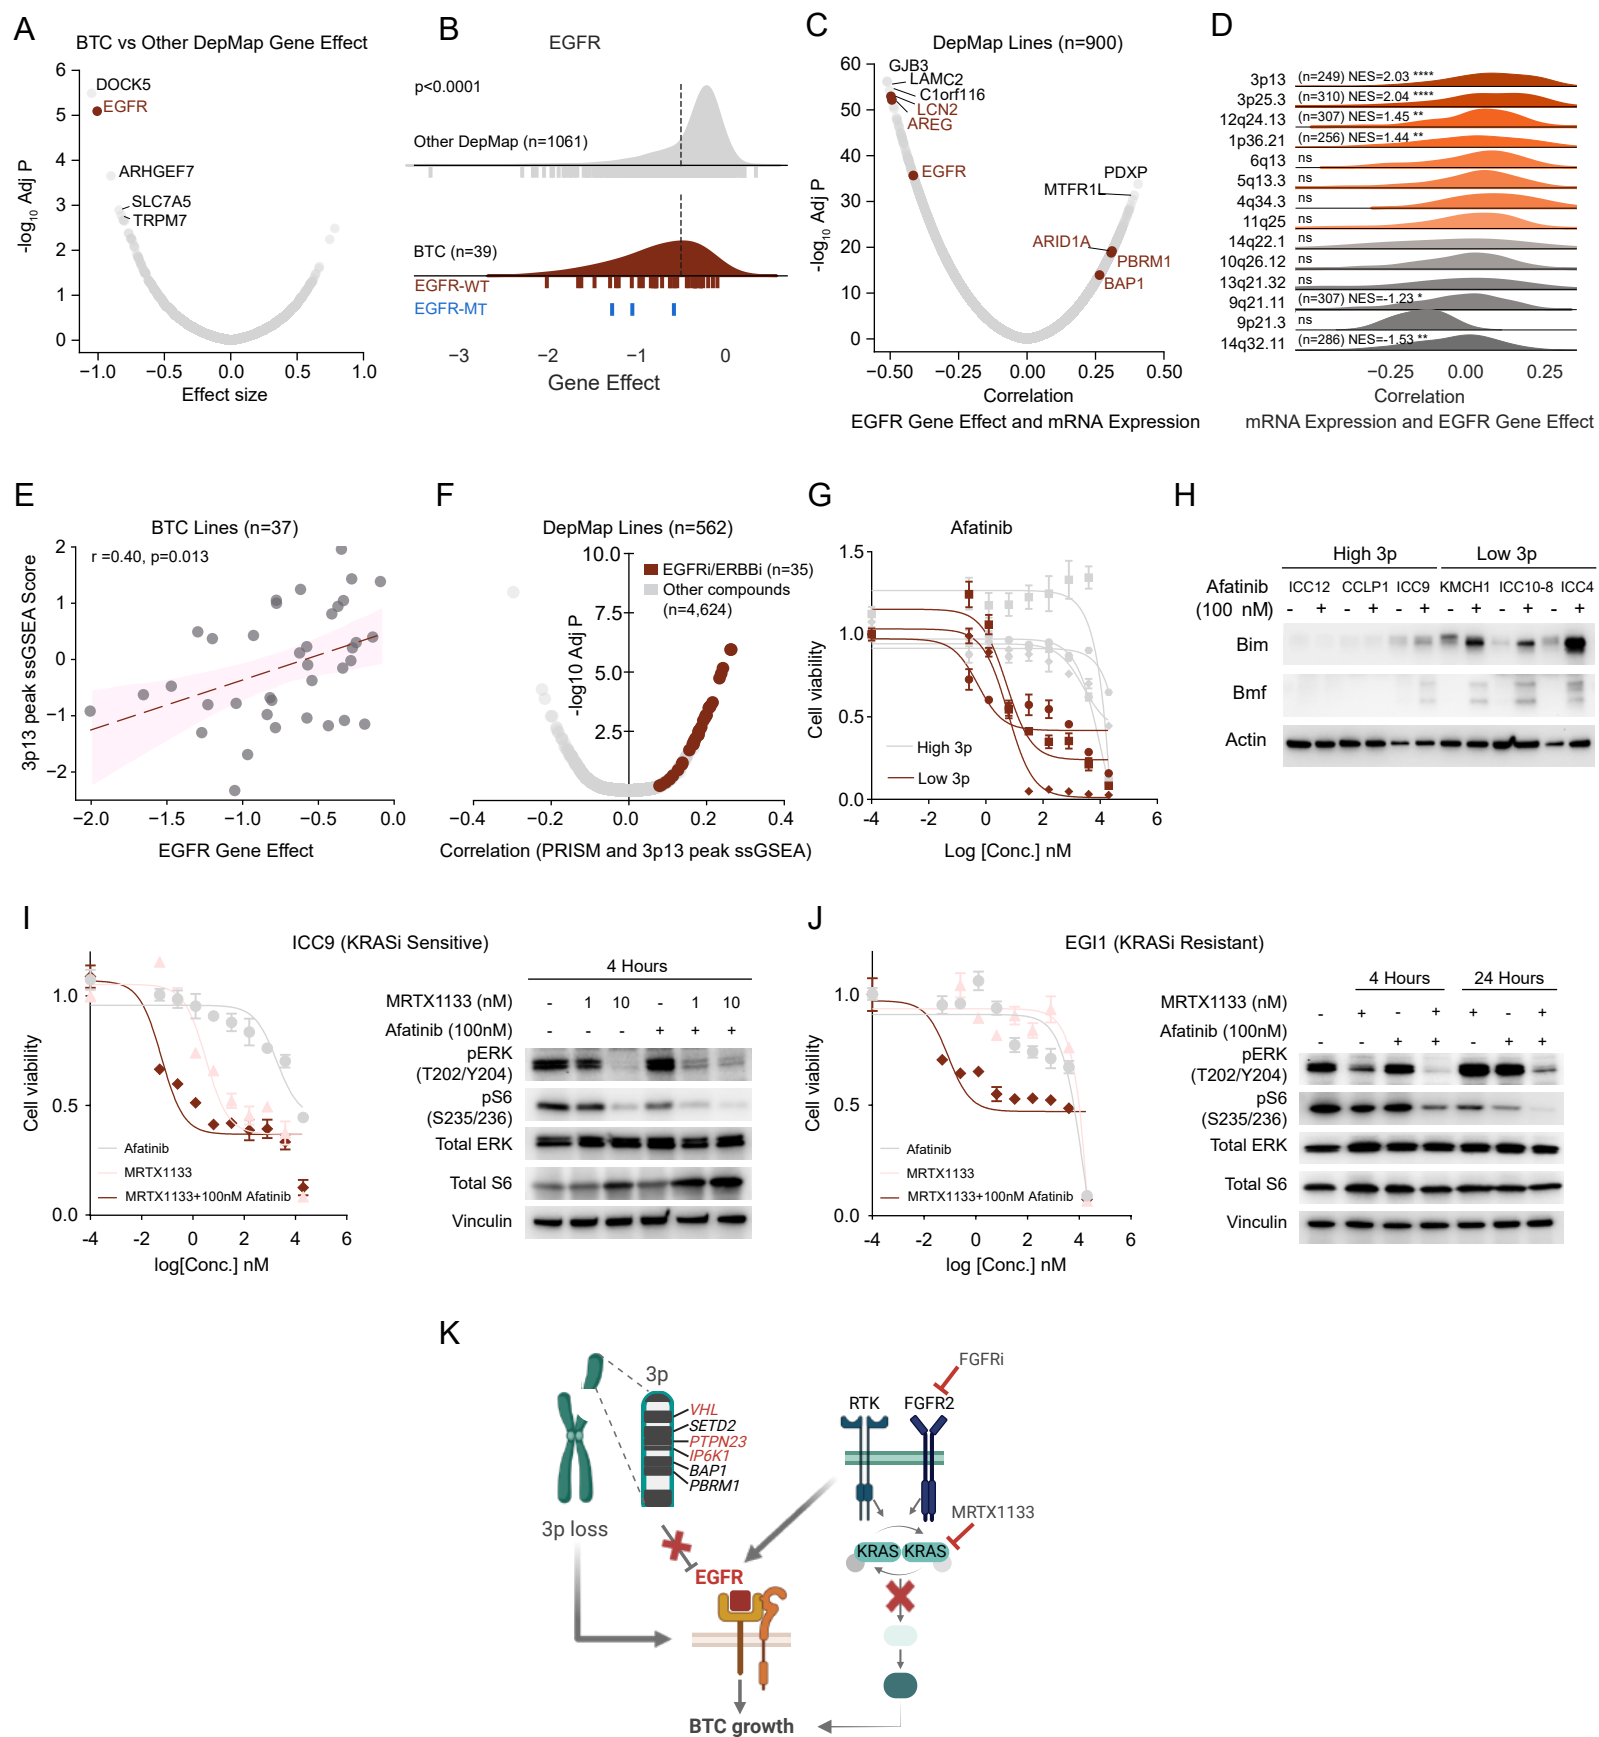 A
BTC vs Other DepMap Gene Effect
6
5
4
3
2
1
0
-log10 Adj P
DOCK5
EGFR
ARHGEF7
SLC7A5
TRPM7
−1.0
−0.5
0.0
0.5
1.0
Effect size
B
EGFR
p<0.0001
Other DepMap (n=1061)
BTC (n=39)
EGFR-WT
EGFR-MT
−3
−2
−1
0
Gene Effect
C
DepMap Lines (n=900)
60
50
40
30
20
10
0
-log10 Adj P
GJB3
LAMC2
C1orf116
LCN2
AREG
EGFR
PDXP
MTFR1L
ARID1A
PBRM1
BAP1
−0.50
−0.25
0.00
0.25
0.50
Correlation
EGFR Gene Effect and mRNA Expression
D
3p13 (n=249) NES=2.03 ****
3p25.3 (n=310) NES=2.04 ****
12q24.13 (n=307) NES=1.45 **
1p36.21 (n=256) NES=1.44 **
6q13 ns
5q13.3 ns
4q34.3 ns
11q25 ns
14q22.1 ns
10q26.12 ns
13q21.32 ns
9q21.11 (n=307) NES=-1.23 *
9p21.3 ns
14q32.11 (n=286) NES=-1.53 **
−0.25
0.00
0.25
Correlation
mRNA Expression and EGFR Gene Effect
E
BTC Lines (n=37)
r =0.40, p=0.013
2
1
0
−1
−2
3p13 peak ssGSEA Score
-2.0
−1.5
−1.0
−0.5
0.0
EGFR Gene Effect
F
DepMap Lines (n=562)
10.0
7.5
5.0
2.5
-log10 Adj P
EGFRi/ERBBi (n=35)
Other compounds
(n=4,624)
−0.4
−0.2
0.0
0.2
0.4
Correlation (PRISM and 3p13 peak ssGSEA)
G
Afatinib
1.5
1.0
0.5
0.0
Cell viability
High 3p
Low 3p
-4
-2
0
2
4
6
Log [Conc.] nM
H
High 3p
Low 3p
Afatinib
(100 nM)
ICC12 CCLP1 ICC9 KMCH1 ICC10-8 ICC4
- + - + - + - + - + - +
Bim
Bmf
Actin
I
ICC9 (KRASi Sensitive)
1.0
0.5
0.0
Cell viability
Afatinib
MRTX1133
MRTX1133+100nM Afatinib
-4
-2
0
2
4
6
log[Conc.] nM
4 Hours
MRTX1133 (nM) - 1 10 - 1 10
Afatinib (100nM) - - - + + +
pERK
(T202/Y204)
pS6
(S235/236)
Total ERK
Total S6
Vinculin
J
EGI1 (KRASi Resistant)
1.0
0.5
0.0
Cell viability
Afatinib
MRTX1133
MRTX1133+100nM Afatinib
-4
-2
0
2
4
6
log [Conc.] nM
4 Hours
24 Hours
MRTX1133 (nM) - + - + + - +
Afatinib (100nM) - - + + - + +
pERK
(T202/Y204)
pS6
(S235/236)
Total ERK
Total S6
Vinculin
K
3p
VHL
SETD2
PTPN23
IP6K1
BAP1
PBRM1
3p loss
EGFR
BTC growth
FGFRi
RTK
FGFR2
MRTX1133
KRAS
KRAS